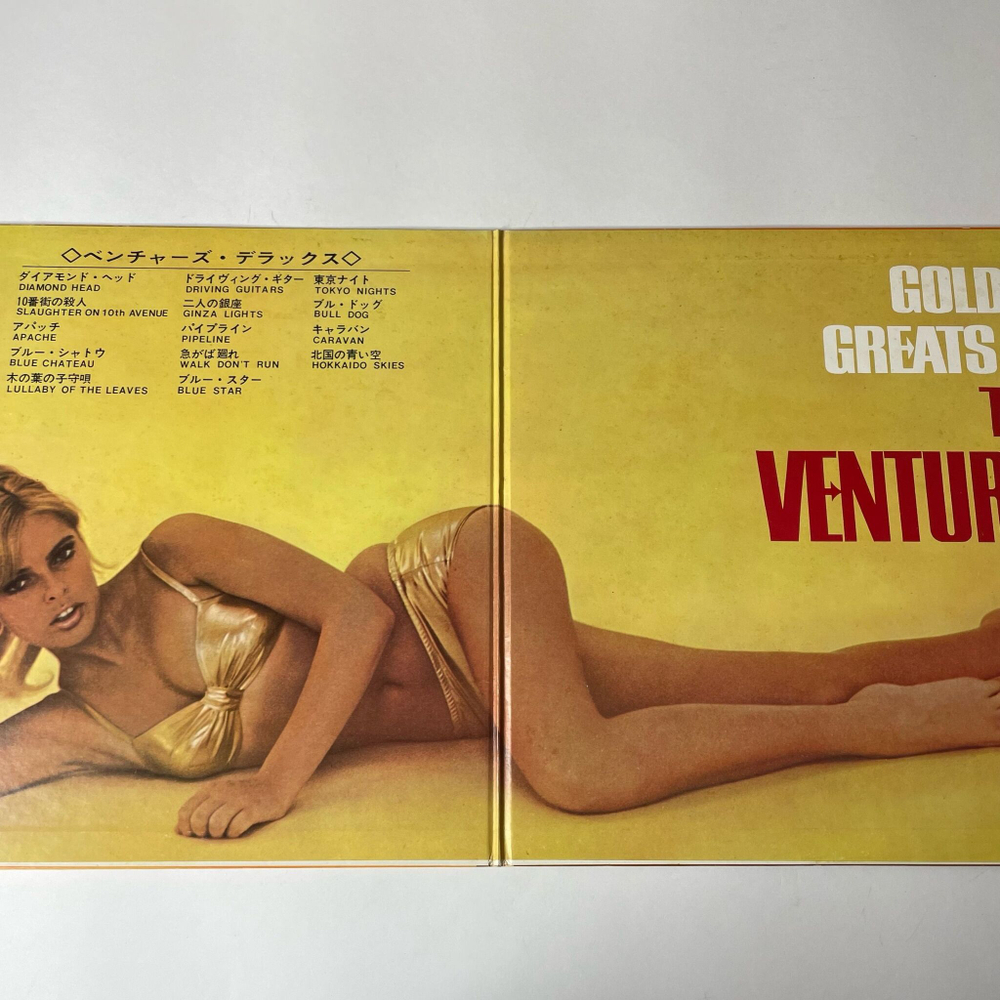 ◇ベンチャーズ・デラックス◇
ダイアモンド・ヘッド
DIAMOND HEAD
10番街の殺人
SLAUGHTER ON 10th AVENUE
アパッチ
APACHE
ブルー・シャトウ
BLUE CHATEAU
木の葉の子守唄
LULLABY OF THE LEAVES
ドライヴィング・ギター
DRIVING GUITARS
二人の銀座
GINZA LIGHTS
パイプライン
PIPELINE
急がば廻れ
WALK DON'T RUN
ブルー・スター
BLUE STAR
東京ナイト
TOKYO NIGHTS
ブル・ドッグ
BULL DOG
キャラバン
CARAVAN
北国の青い空
HOKKAIDO SKIES
GOLD
GREATS
T
VENTUR